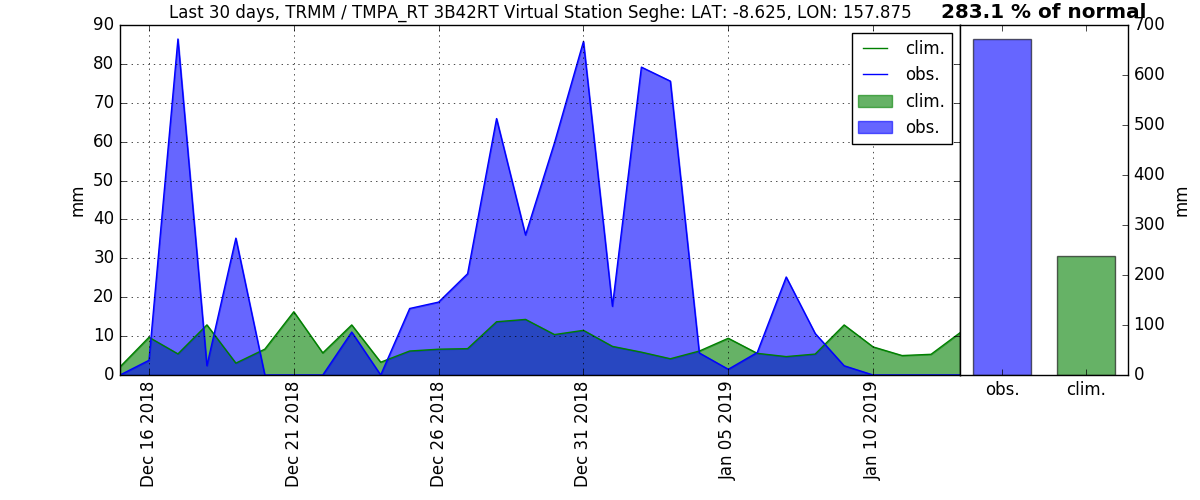 Last 30 days, TRMM / TMPA_RT 3B42RT Virtual Station Seghe: LAT: -8.625, LON: 157.875
283.1 % of normal
90
80
70
60
50
40
30
20
10
0
mm
clim.
obs.
clim.
obs.
Dec 16 2018
Dec 21 2018
Dec 26 2018
Dec 31 2018
Jan 05 2019
Jan 10 2019
700
600
500
400
300
200
100
0
mm
obs.
clim.